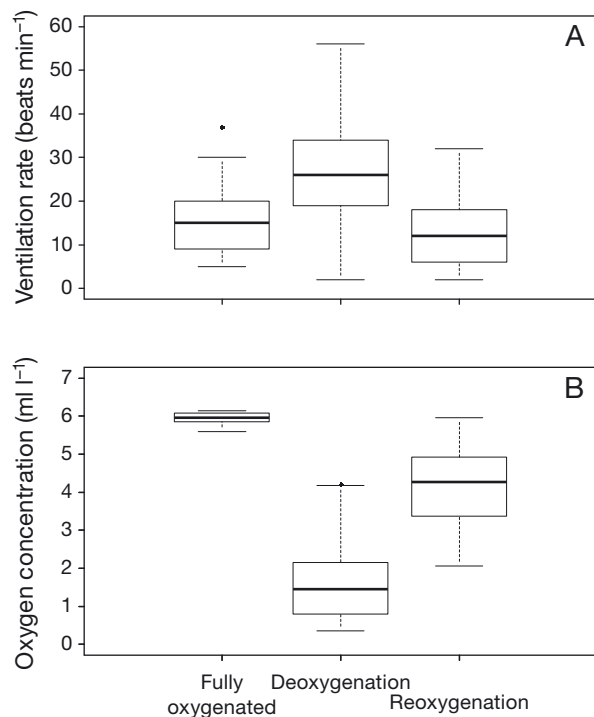 A
Ventilation rate (beats min⁻¹)
60
50
40
30
20
10
0
B
Oxygen concentration (ml l⁻¹)
7
6
5
4
3
2
1
0
Fully
oxygenated
Deoxygenation
Reoxygenation